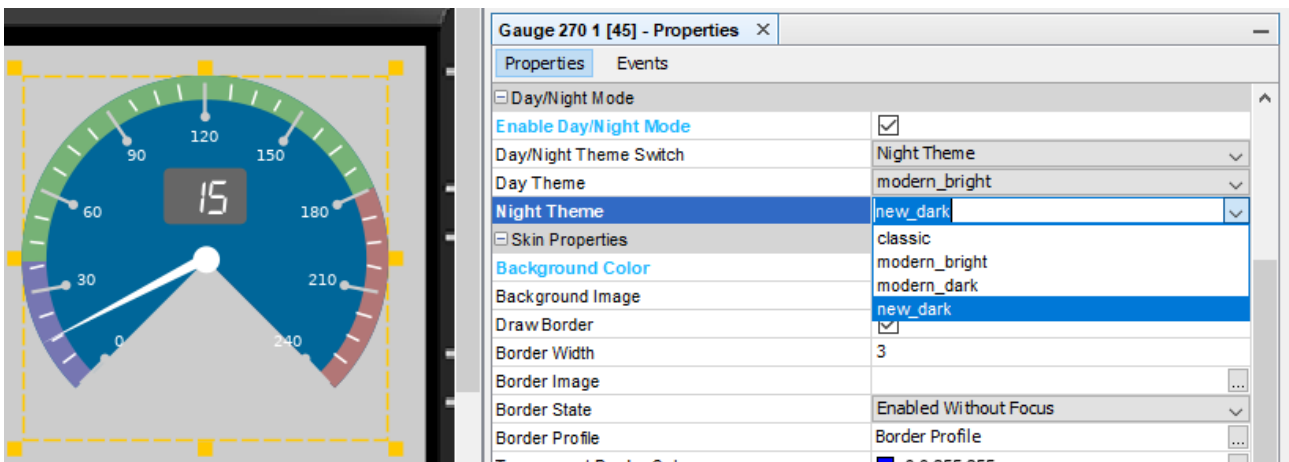 Gauge 270 1 [45] - Properties
Properties Events
Day/Night Mode
Enable Day/Night Mode
Day/Night Theme Switch Night Theme
Day Theme modern_bright
Night Theme new_dark
classic
modern_bright
modern_dark
new_dark
Skin Properties
Background Color
Background Image
Draw Border
Border Width 3
Border Image ...
Border State Enabled Without Focus
Border Profile Border Profile ...
120
90 150
15
60 180
30 210
0 240